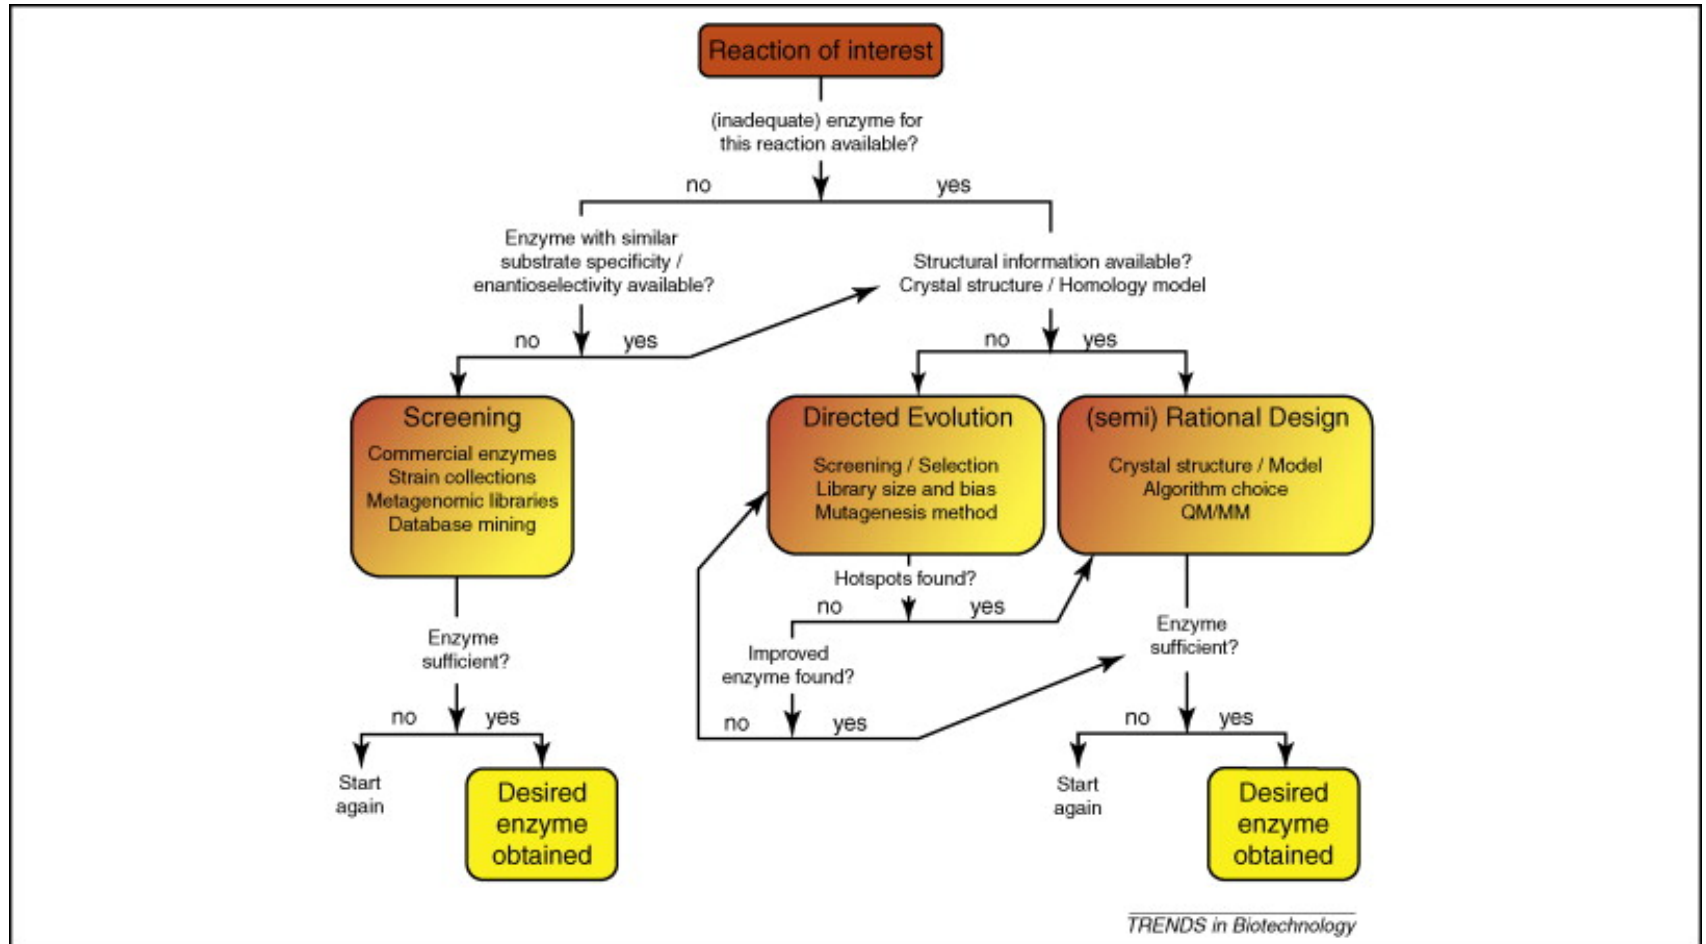 Reaction of interest
(inadequate) enzyme for
this reaction available?
no
yes
Enzyme with similar
substrate specificity /
enantioselectivity available?
Structural information available?
Crystal structure / Homology model
no
yes
no
yes
Screening
Commercial enzymes
Strain collections
Metagenomic libraries
Database mining
Directed Evolution
Screening / Selection
Library size and bias
Mutagenesis method
(semi) Rational Design
Crystal structure / Model
Algorithm choice
QM/MM
Hotspots found?
no
yes
Improved
enzyme found?
no
yes
Enzyme
sufficient?
no
yes
Start
again
Desired
enzyme
obtained
Enzyme
sufficient?
no
yes
Start
again
Desired
enzyme
obtained
TRENDS in Biotechnology